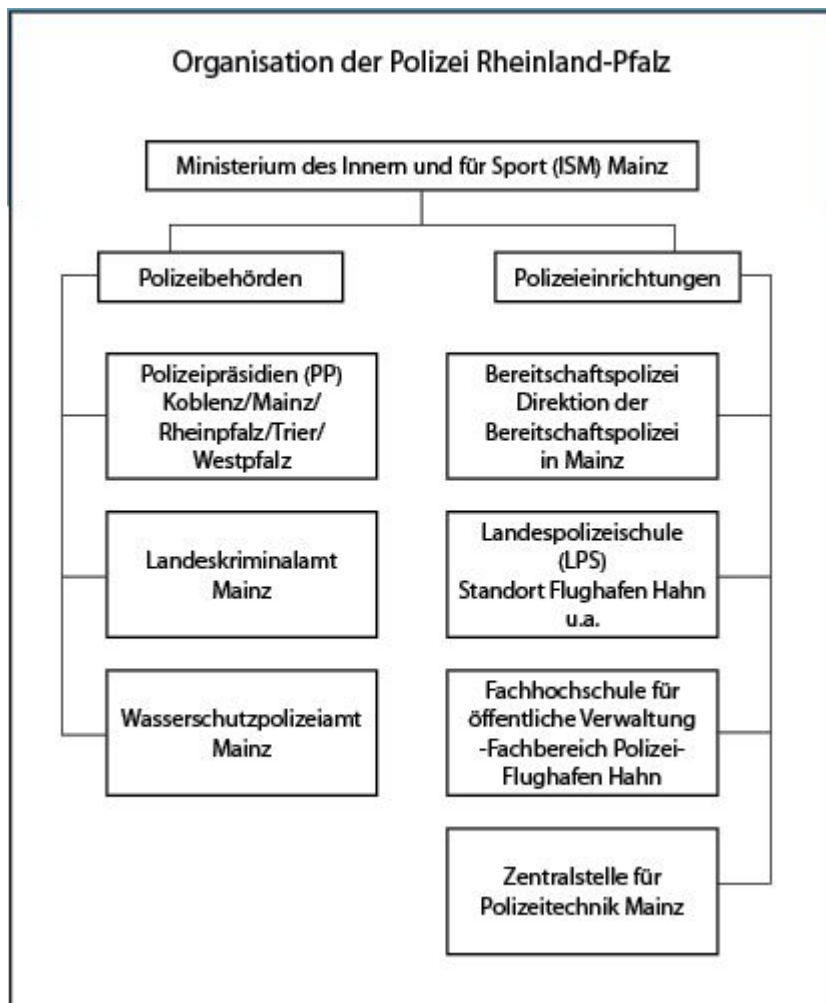 Organisation der Polizei Rheinland-Pfalz
Ministerium des Innern und für Sport (ISM) Mainz
Polizeibehörden
Polizeieinrichtungen
Polizeipräsidien (PP)
Koblenz/Mainz/
Rheinpfalz/Trier/
Westpfalz
Landeskriminalamt
Mainz
Wasserschutzpolizeiamt
Mainz
Bereitschaftspolizei
Direktion der
Bereitschaftspolizei
in Mainz
Landespolizeischule
(LPS)
Standort Flughafen Hahn
u.a.
Fachhochschule für
öffentliche Verwaltung
-Fachbereich Polizei-
Flughafen Hahn
Zentralstelle für
Polizeitechnik Mainz